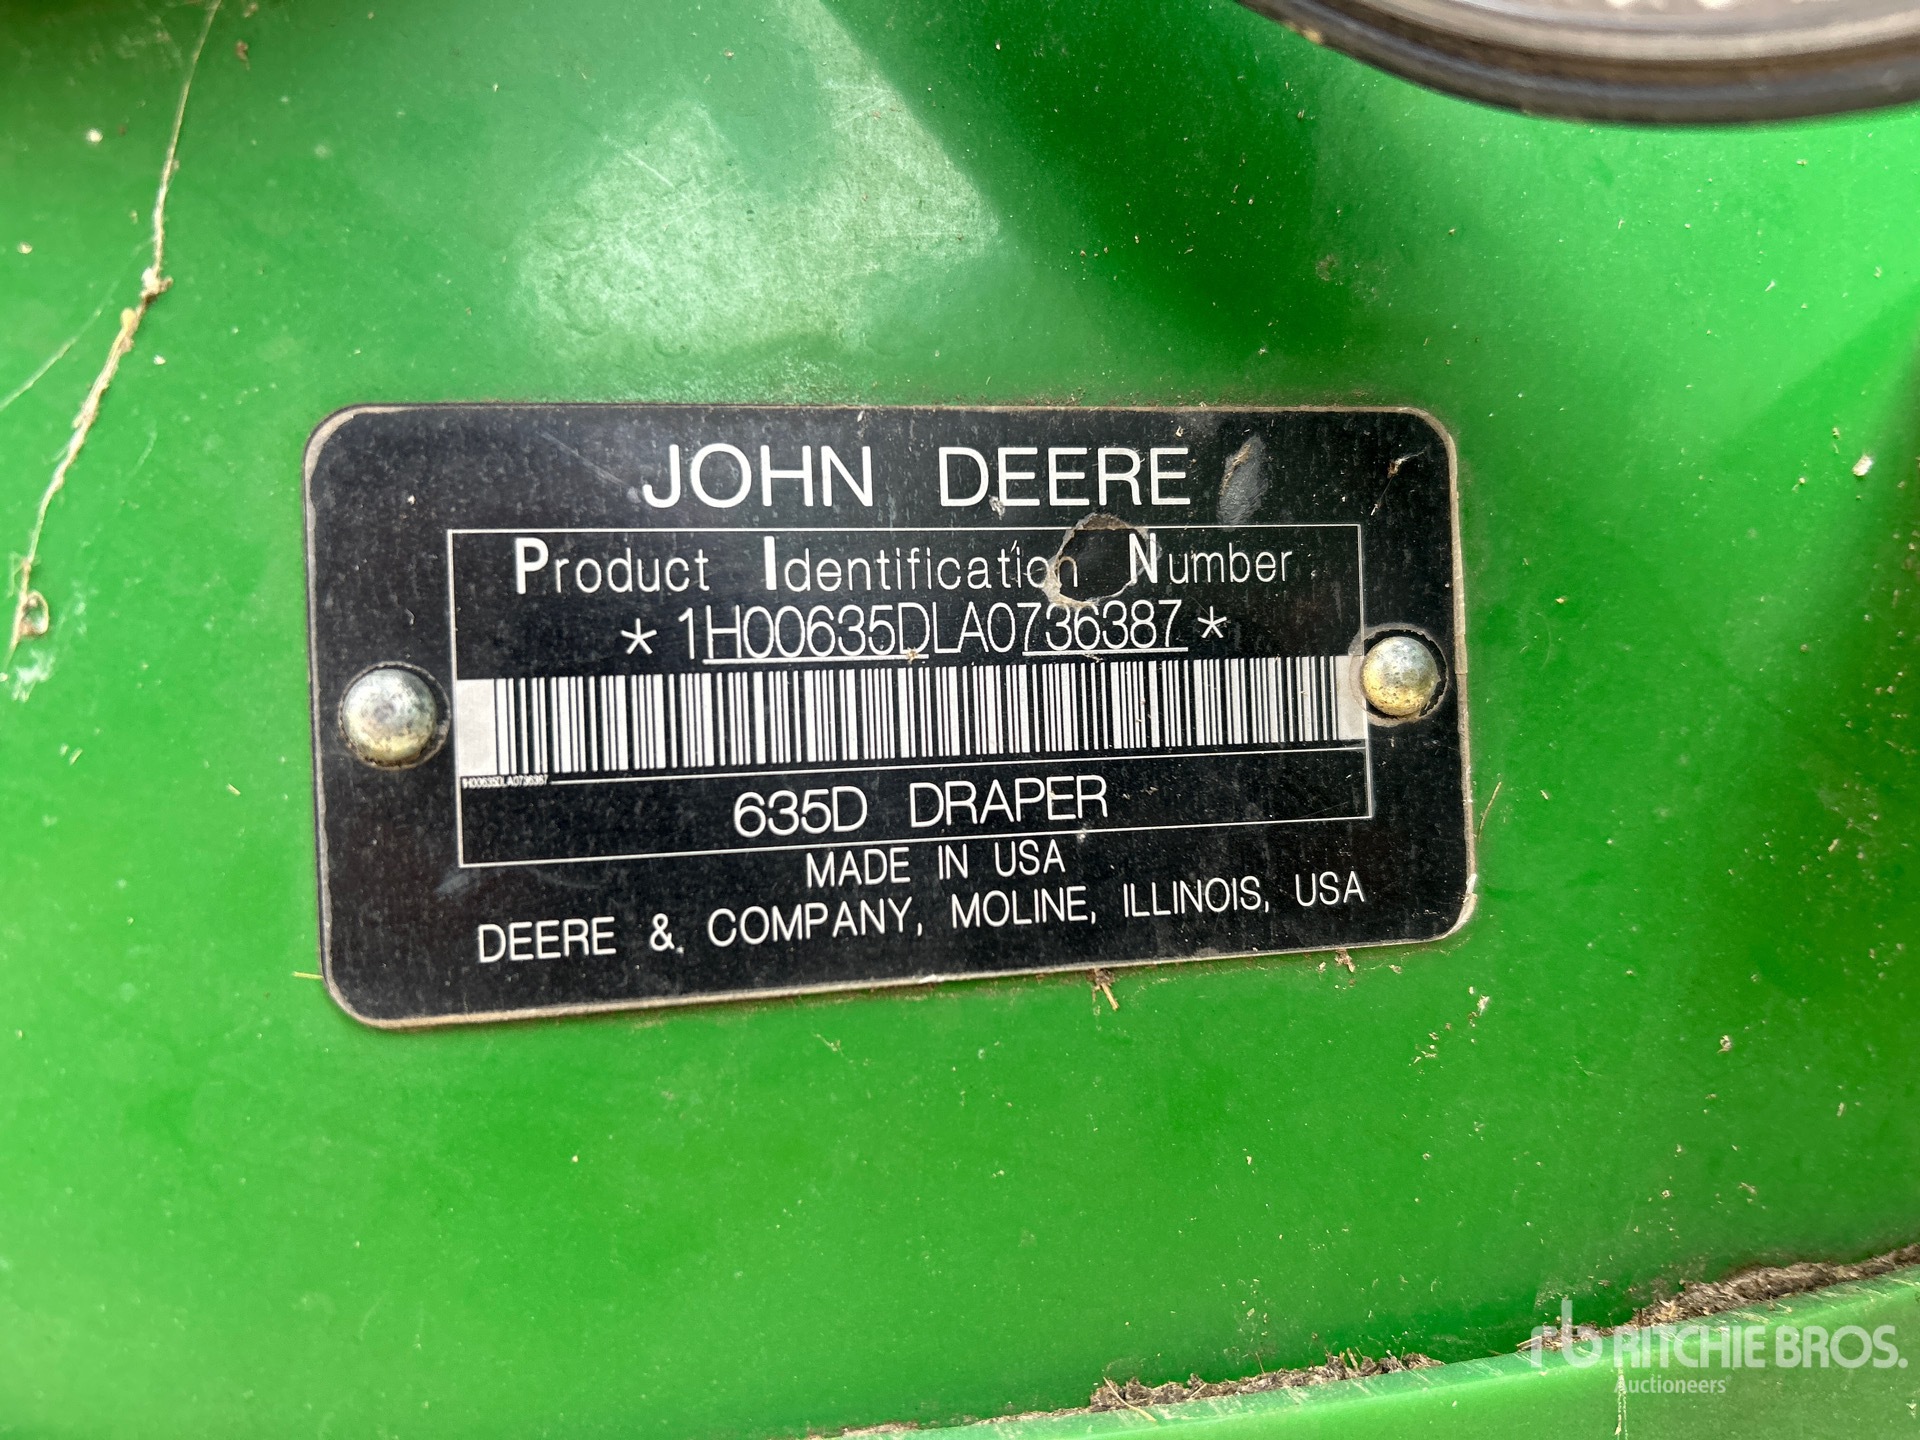 JOHN DEERE
Product Identification Number
*1H00635DLA0736387*
1H00635DLA0736387
635D DRAPER
MADE IN USA
DEERE & COMPANY, MOLINE, ILLINOIS, USA
rb RITCHIE BROS.
Auctioneers